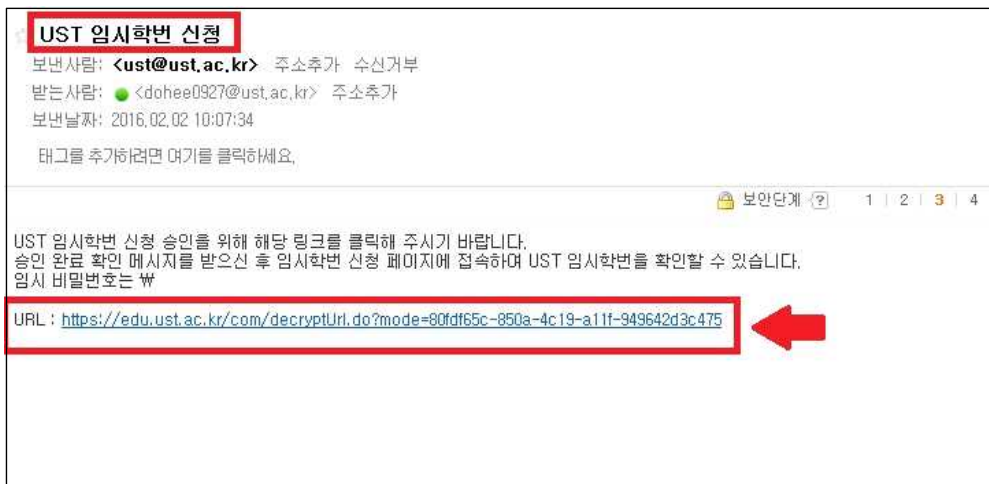 UST 임시학번 신청
보낸사람: <ust@ust.ac.kr> 주소추가 수신거부
받는사람: <dohee0927@ust.ac.kr> 주소추가
보낸날짜: 2016.02.02 10:07:34
태그를 추가하려면 여기를 클릭하세요.
보안단계 ? 1 | 2 | 3 | 4
UST 임시학번 신청 승인을 위해 해당 링크를 클릭해 주시기 바랍니다.
승인 완료 확인 메시지를 받으신 후 임시학번 신청 페이지에 접속하여 UST 임시학번을 확인할 수 있습니다.
임시 비밀번호는 ₩
URL : https://edu.ust.ac.kr/com/decryptUrl.do?mode=80fdf65c-850a-4c19-a11f-949642d3c475